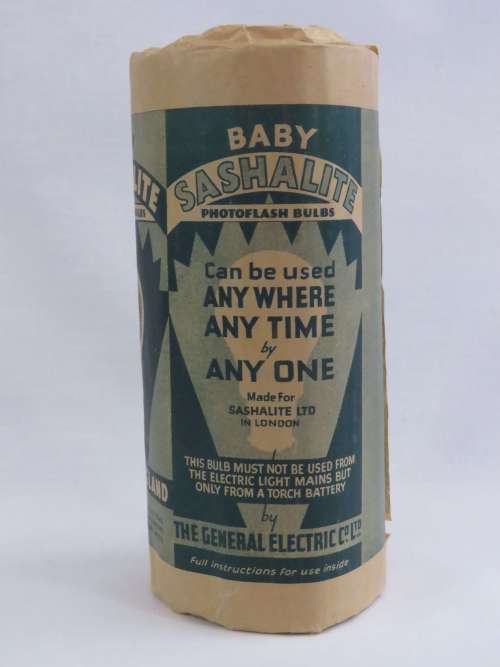 BABY
SASHALITE
PHOTOFLASH BULBS
Can be used
ANY WHERE
ANY TIME
by
ANY ONE
Made For
SASHALITE LTD
IN LONDON
THIS BULB MUST NOT BE USED FROM
THE ELECTRIC LIGHT MAINS BUT
ONLY FROM A TORCH BATTERY
by
THE GENERAL ELECTRIC CO. LTD
Full instructions for use inside
LITE
LAND